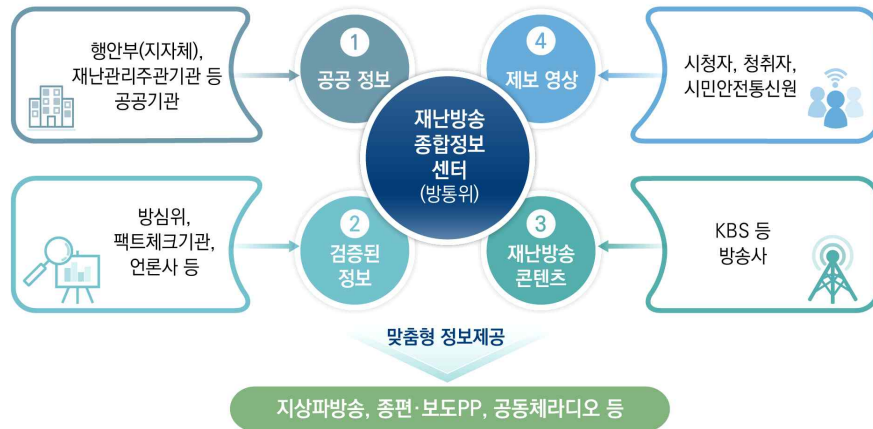 행안부(지자체),
재난관리주관기관 등
공공기관
1
공공 정보
4
제보 영상
시청자, 청취자,
시민안전통신원
재난방송
종합정보
센터
(방통위)
방심위,
팩트체크기관,
언론사 등
2
검증된
정보
3
재난방송
콘텐츠
KBS 등
방송사
맞춤형 정보제공
지상파방송, 종편·보도PP, 공동체라디오 등